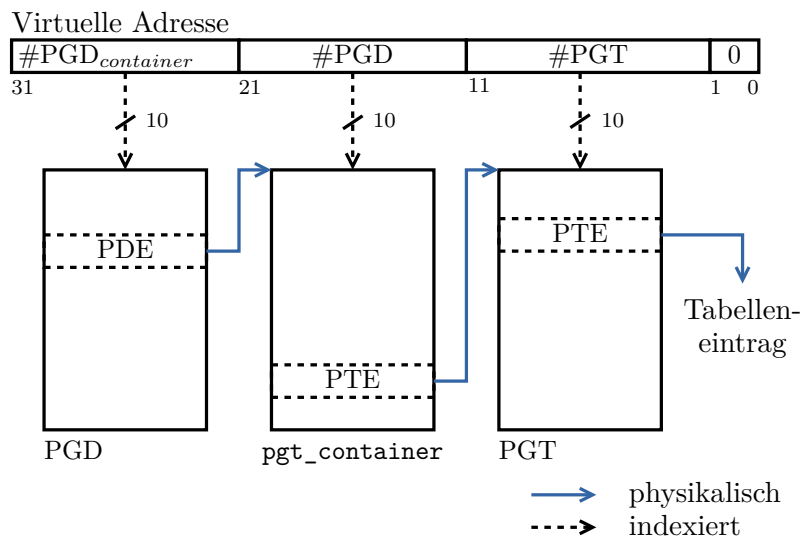 Virtuelle Adresse
#PGD_container #PGD #PGT 0
31 21 11 1 0
10 10 10
PDE PTE PTE
Tabellen-
eintrag
PGD pgt_container PGT
physikalisch
indexiert